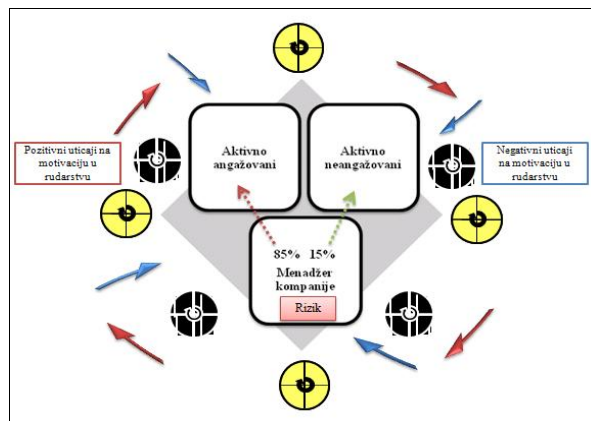 Pozitivni uticaji na
motivaciju u
rudarstvu
Aktivno
angažovani
Aktivno
neangažovani
Negativni uticaji
na motivaciju u
rudarstvu
85% 15%
Menadžer
kompanije
Rizik